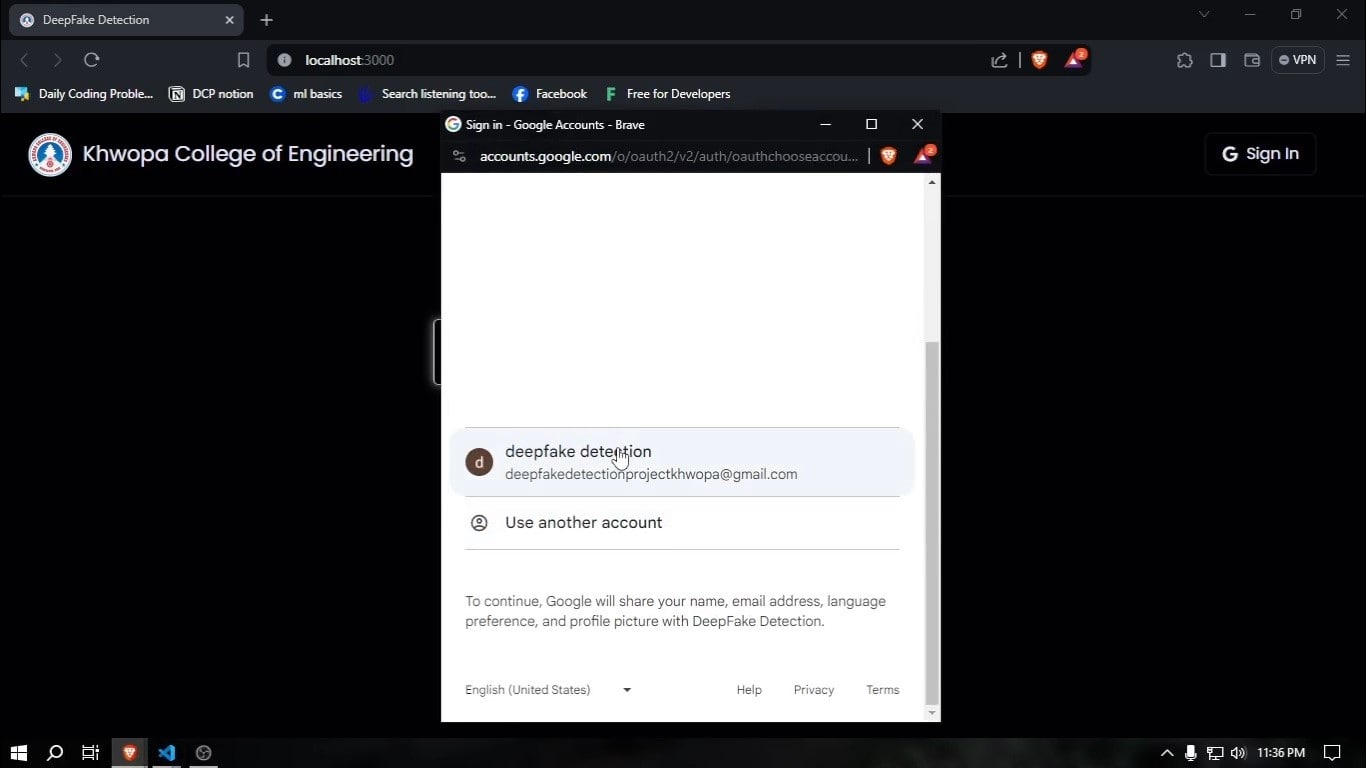 DeepFake Detection
localhost:3000
2
VPN
Daily Coding Proble...
DCP notion
ml basics
Search listening too...
Facebook
Free for Developers
Sign in - Google Accounts - Brave
accounts.google.com/o/oauth2/v2/auth/oauthchooseaccou...
2
Khwopa College of Engineering
Sign In
deepfake detection
d
deepfakedetectionprojectkhwopa@gmail.com
Use another account
To continue, Google will share your name, email address, language
preference, and profile picture with DeepFake Detection.
English (United States)
Help
Privacy
Terms
11:36 PM